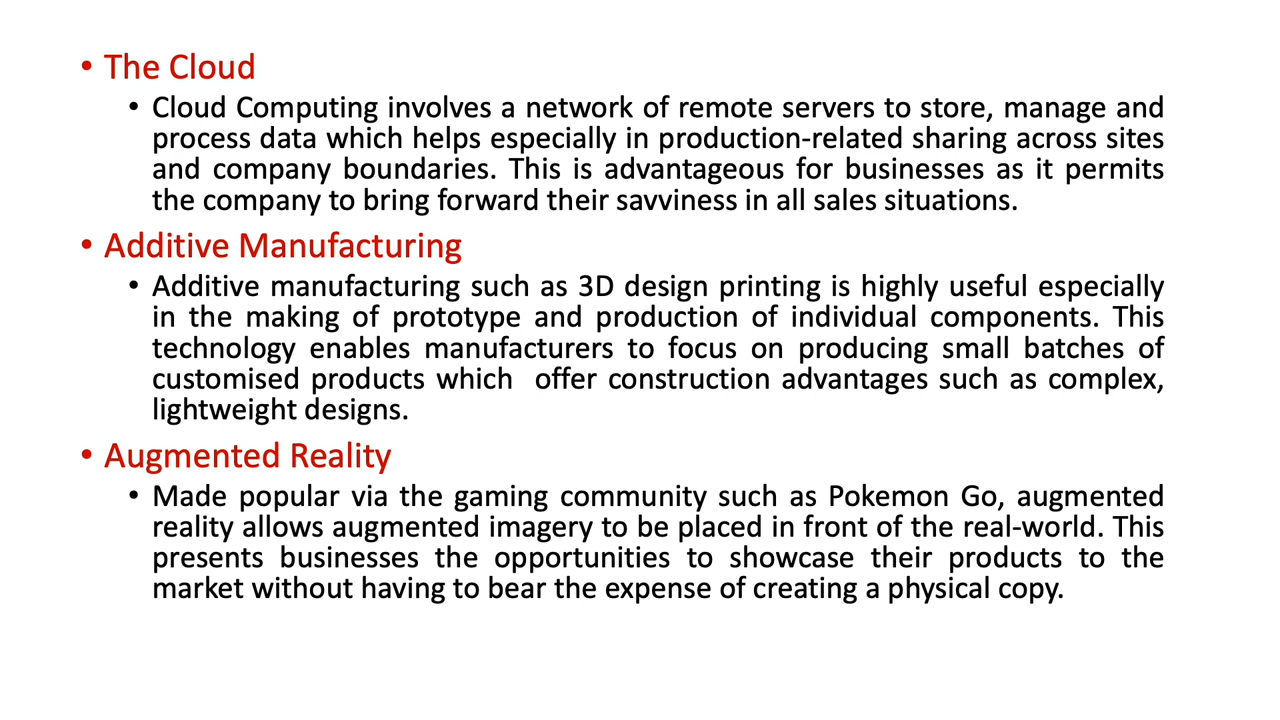 • The Cloud
• Cloud Computing involves a network of remote servers to store, manage and
process data which helps especially in production-related sharing across sites
and company boundaries. This is advantageous for businesses as it permits
the company to bring forward their savviness in all sales situations.
• Additive Manufacturing
• Additive manufacturing such as 3D design printing is highly useful especially
in the making of prototype and production of individual components. This
technology enables manufacturers to focus on producing small batches of
customised products which  offer construction advantages such as complex,
lightweight designs.
• Augmented Reality
• Made popular via the gaming community such as Pokemon Go, augmented
reality allows augmented imagery to be placed in front of the real-world. This
presents businesses the opportunities to showcase their products to the
market without having to bear the expense of creating a physical copy.